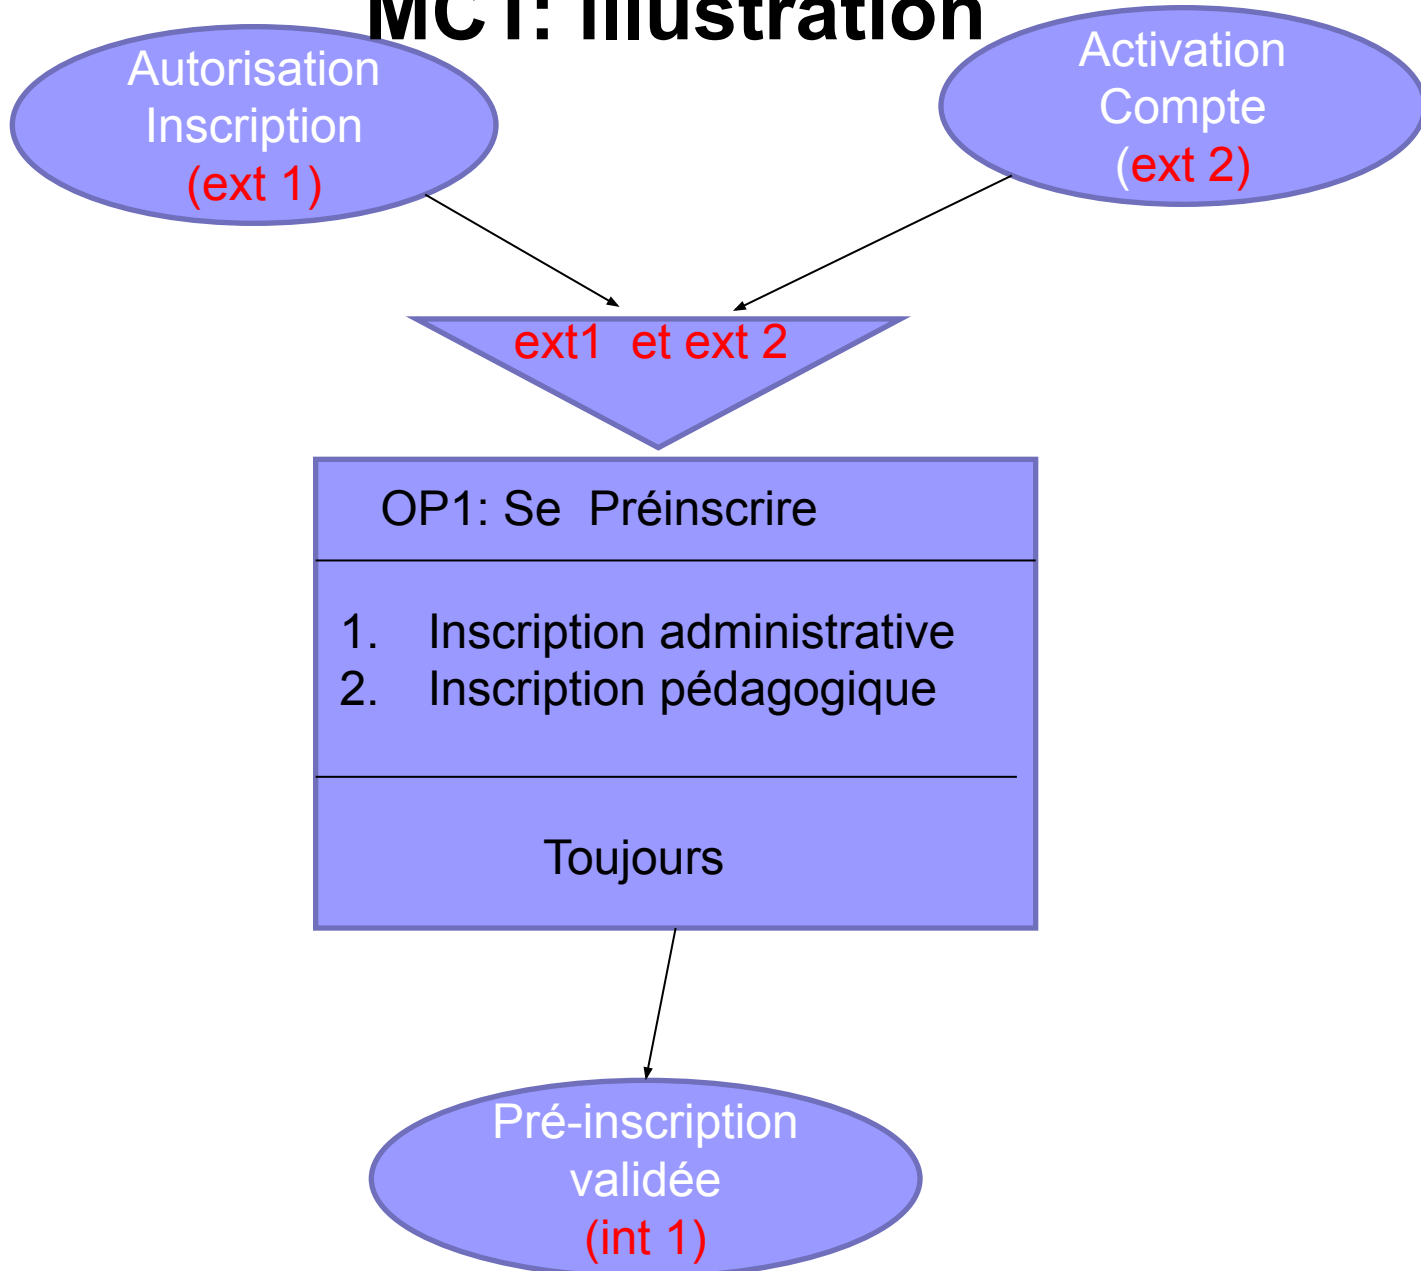 MCT: Illustration
Autorisation
Inscription
(ext 1)
Activation
Compte
(ext 2)
ext1 et ext 2
OP1: Se Préinscrire
1. Inscription administrative
2. Inscription pédagogique
Toujours
Pré-inscription
validée
(int 1)